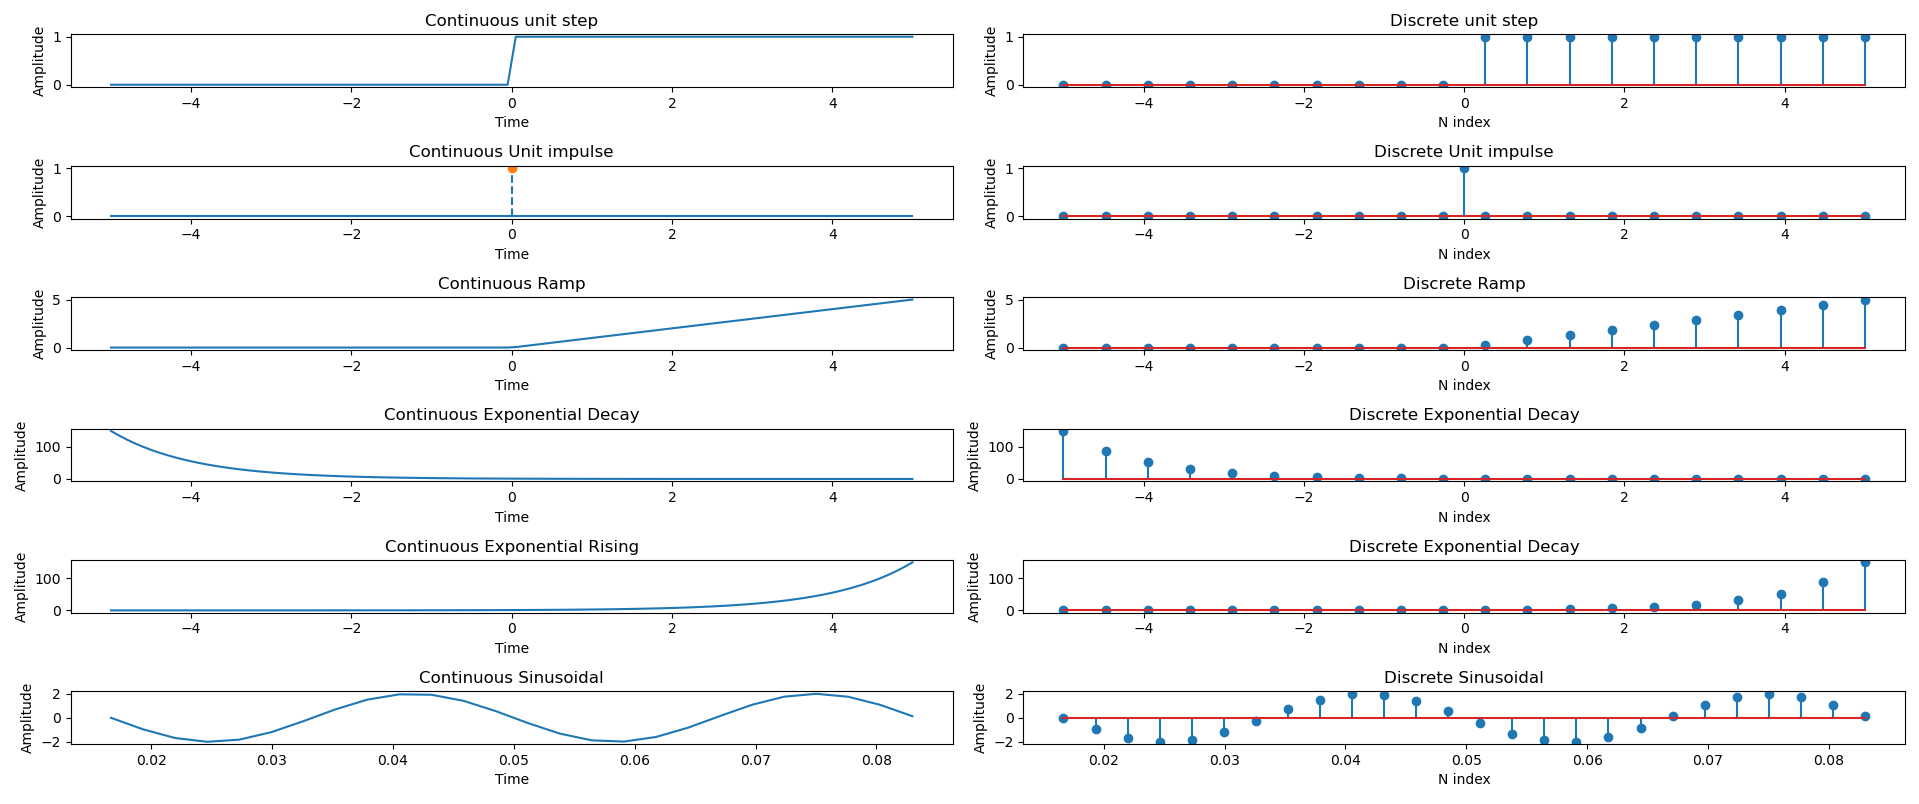 Continuous unit step
Amplitude
1
0
−4 −2 0 2 4
Time
Discrete unit step
Amplitude
1
0
−4 −2 0 2 4
N index
Continuous Unit impulse
Amplitude
1
0
−4 −2 0 2 4
Time
Discrete Unit impulse
Amplitude
1
0
−4 −2 0 2 4
N index
Continuous Ramp
Amplitude
5
0
−4 −2 0 2 4
Time
Discrete Ramp
Amplitude
5
0
−4 −2 0 2 4
N index
Continuous Exponential Decay
Amplitude
100
0
−4 −2 0 2 4
Time
Discrete Exponential Decay
Amplitude
100
0
−4 −2 0 2 4
N index
Continuous Exponential Rising
Amplitude
100
0
−4 −2 0 2 4
Time
Discrete Exponential Decay
Amplitude
100
0
−4 −2 0 2 4
N index
Continuous Sinusoidal
Amplitude
2
0
−2
0.02 0.03 0.04 0.05 0.06 0.07 0.08
Time
Discrete Sinusoidal
Amplitude
2
0
−2
0.02 0.03 0.04 0.05 0.06 0.07 0.08
N index